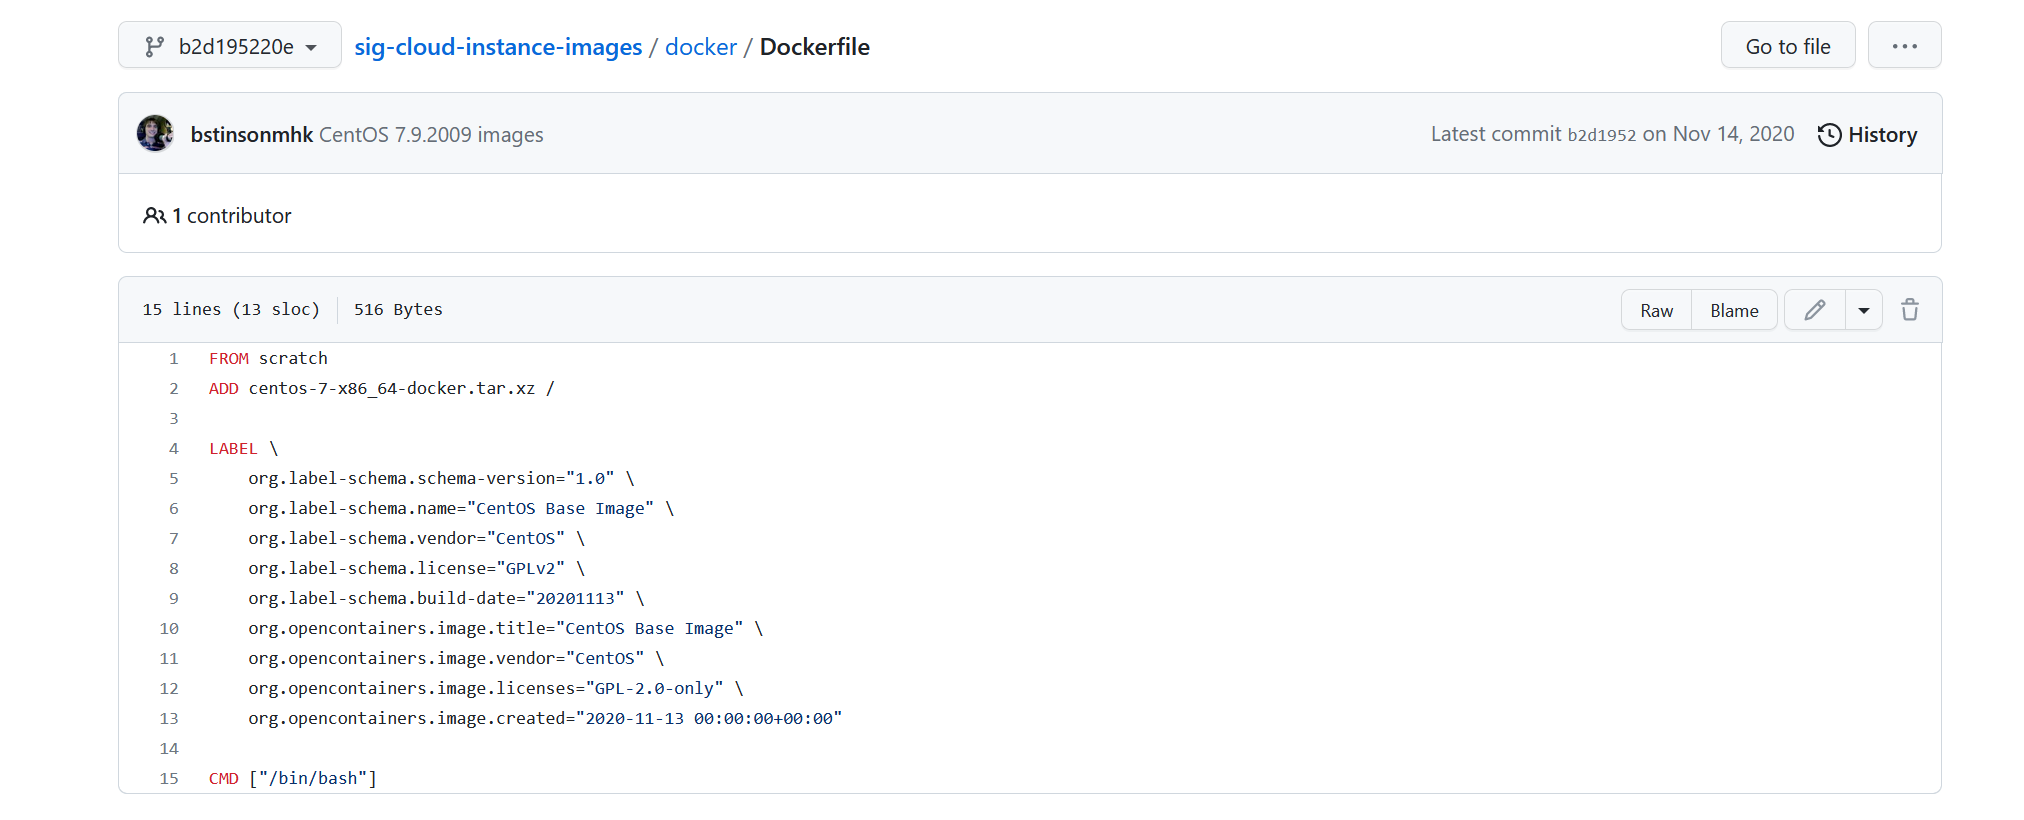 b2d195220e sig-cloud-instance-images / docker / Dockerfile Go to file ...
bstinsonmhk CentOS 7.9.2009 images Latest commit b2d1952 on Nov 14, 2020 History
1 contributor
15 lines (13 sloc) 516 Bytes Raw Blame
1 FROM scratch
2 ADD centos-7-x86_64-docker.tar.xz /
3
4 LABEL \
5     org.label-schema.schema-version="1.0" \
6     org.label-schema.name="CentOS Base Image" \
7     org.label-schema.vendor="CentOS" \
8     org.label-schema.license="GPLv2" \
9     org.label-schema.build-date="20201113" \
10     org.opencontainers.image.title="CentOS Base Image" \
11     org.opencontainers.image.vendor="CentOS" \
12     org.opencontainers.image.licenses="GPL-2.0-only" \
13     org.opencontainers.image.created="2020-11-13 00:00:00+00:00"
14
15 CMD ["/bin/bash"]